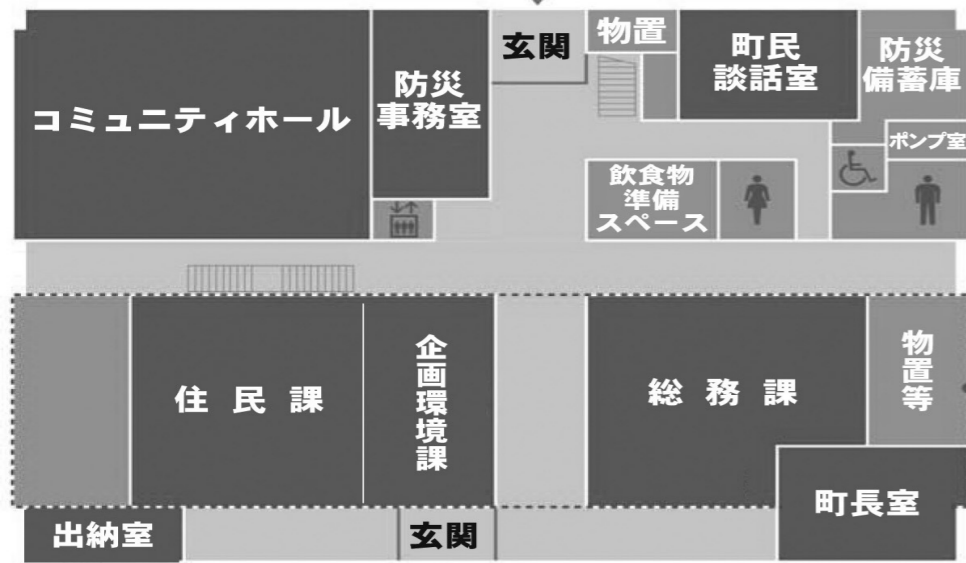 玄関
物置
町民
談話室
防災
備蓄庫
防災
事務室
コミュニティホール
ポンプ室
飲食物
準備
スペース
住民課
企画環境課
総務課
物置等
町長室
出納室
玄関